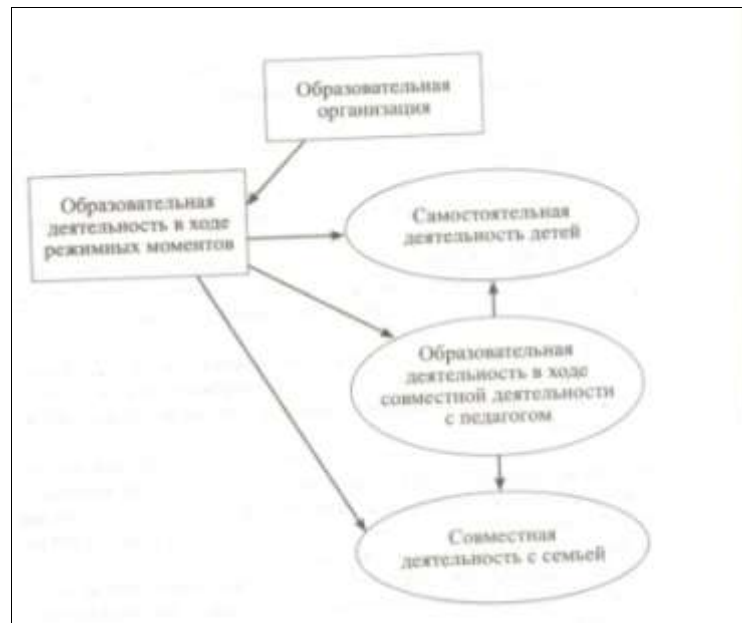 Образовательная
организация
Образовательная
деятельность в ходе
режимных моментов
Самостоятельная
деятельность детей
Образовательная
деятельность в ходе
совместной деятельности
с педагогом
Совместная
деятельность с семьей